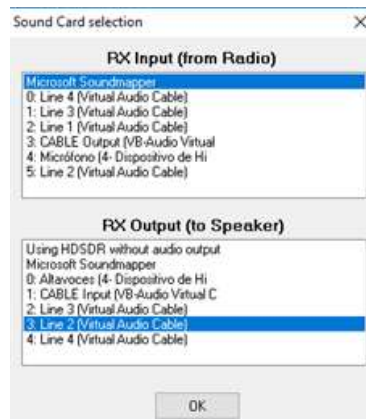 Sound Card selection
RX Input (from Radio)
Microsoft Soundmapper
0: Line 4 (Virtual Audio Cable)
1: Line 3 (Virtual Audio Cable)
2: Line 1 (Virtual Audio Cable)
3: CABLE Output (VB-Audio Virtual
4: Micrófono (4- Dispositivo de Hi
5: Line 2 (Virtual Audio Cable)
RX Output (to Speaker)
Using HDSDR without audio output
Microsoft Soundmapper
0: Altavoces (4- Dispositivo de Hi
1: CABLE Input (VB-Audio Virtual C
2: Line 3 (Virtual Audio Cable)
3: Line 2 (Virtual Audio Cable)
4: Line 4 (Virtual Audio Cable)
OK